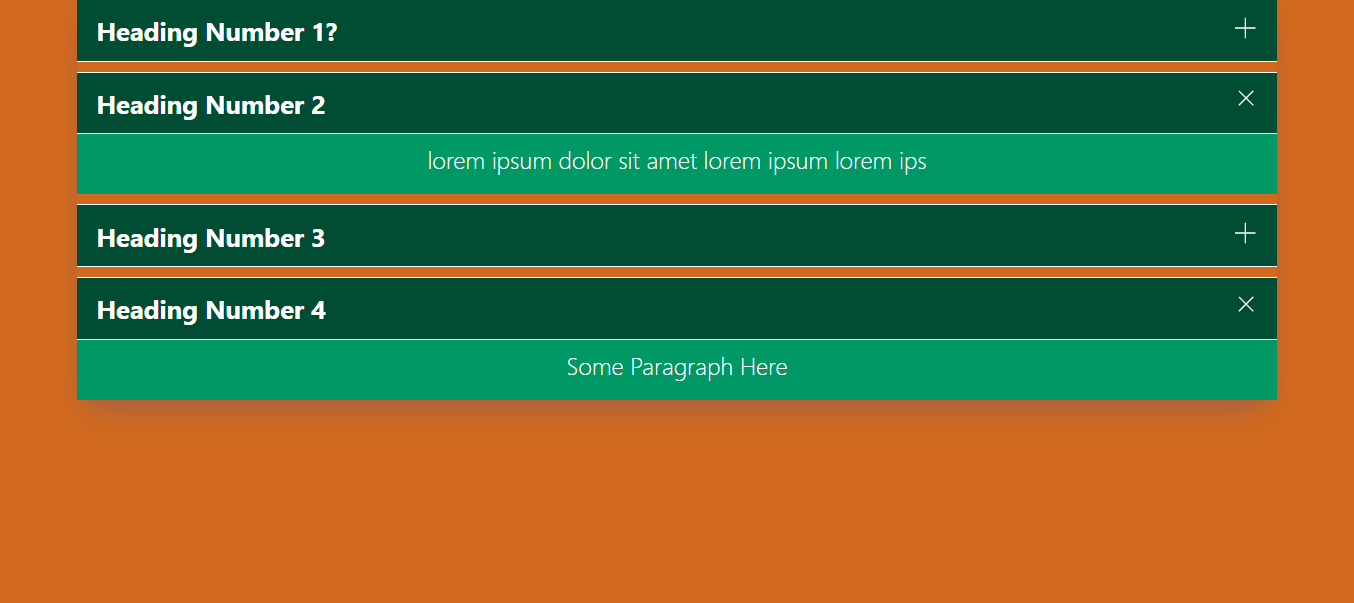 Heading Number 1?
Heading Number 2
lorem ipsum dolor sit amet lorem ipsum lorem ips
Heading Number 3
Heading Number 4
Some Paragraph Here